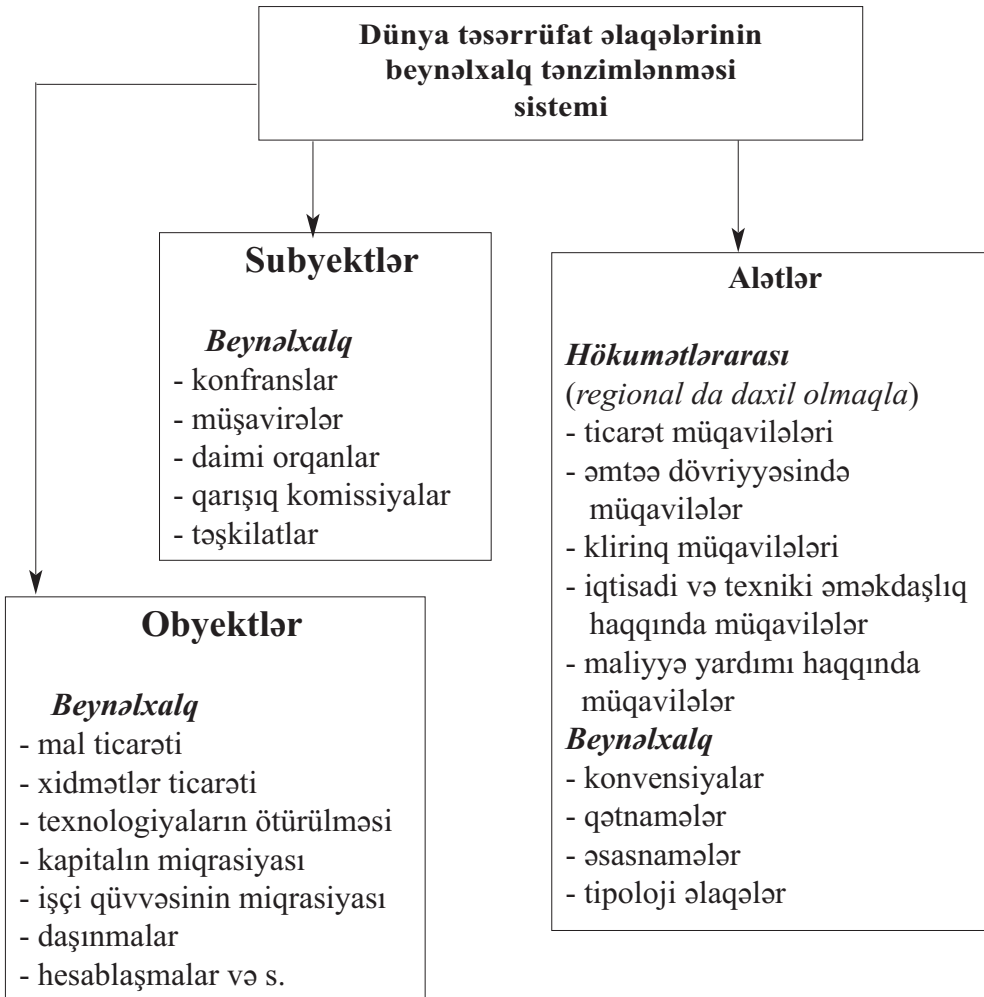 Dünya təsərrüfat əlaqələrinin
beynəlxalq tənzimlənməsi
sistemi
Subyektlər
Beynəlxalq
- konfranslar
- müşavirələr
- daimi orqanlar
- qarışıq komissiyalar
- təşkilatlar
Alətlər
Hökumətlərarası
(regional da daxil olmaqla)
- ticarət müqavilələri
- əmtəə dövriyyəsində
müqavilələr
- klirinq müqavilələri
- iqtisadi və texniki əməkdaşlıq
haqqında müqavilələr
- maliyyə yardımı haqqında
müqavilələr
Beynəlxalq
- konvensiyalar
- qətnamələr
- əsasnamələr
- tipoloji əlaqələr
Obyektlər
Beynəlxalq
- mal ticarəti
- xidmətlər ticarəti
- texnologiyaların ötürülməsi
- kapitalın miqrasiyası
- işçi qüvvəsinin miqrasiyası
- daşınmalar
- hesablaşmalar və s.